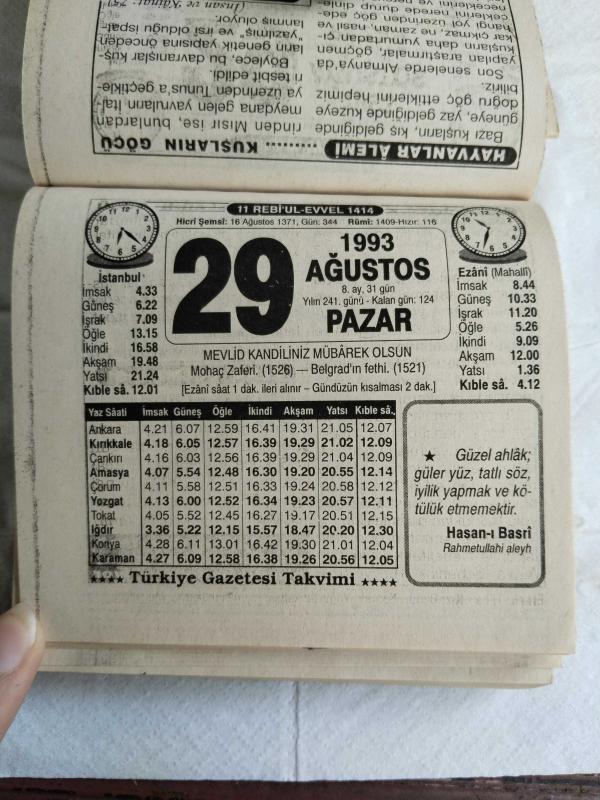 HAYVANLAR ÂLEMİ ......... KUŞLARIN GÖÇÜ
Bazı kuşların, kış geldiğinde
güneye, yaz geldiğinde kuzeye
doğru göç ettiklerini hepimiz
biliriz.
Son senelerde Almanya'da
yapılan araştırmalar, göçmen
kuşların daha yumurtadan çı-
kar çıkmaz, ne zaman, ne
hangi yol üzerinden göç ede-
ceklerini nerede durup dinle-
neceklerini
rinden Mısır ise, bunlardan
meydana gelen yavruların İtal-
ya üzerinden Tunus'a geçtikle-
ri tesbit edildi.
Böylece, bu davranışlar kuş-
ların genetik yapısına önceden
"yazılmış" ve irsî olduğu ispat-
lanmış oluyor.
(İnsan ve Kâinat: 75)
11 REBÎ'UL-EVVEL 1414
Hicrî Şemsî: 16 Ağustos 1371, Gün: 344 Rûmî: 1409-Hızır: 116
29
1993
AĞUSTOS
8. ay, 31 gün
Yılın 241. günü - Kalan gün: 124
PAZAR
İstanbul
İmsak 4.33
Güneş 6.22
İşrak 7.09
Öğle 13.15
İkindi 16.58
Akşam 19.48
Yatsı 21.24
Kıble sâ. 12.01
Ezânî (Mahallî)
İmsak 8.44
Güneş 10.33
İşrak 11.20
Öğle 5.26
İkindi 9.09
Akşam 12.00
Yatsı 1.36
Kıble sâ. 4.12
MEVLİD KANDİLİNİZ MÜBÂREK OLSUN
Mohaç Zaferi. (1526) — Belgrad'ın fethi. (1521)
[Ezânî sâat 1 dak. ileri alınır – Gündüzün kısalması 2 dak.]
Yaz Sâati İmsak Güneş Öğle İkindi Akşam Yatsı Kıble sâ.
Ankara 4.21 6.07 12.59 16.41 19.31 21.05 12.07
Kırıkkale 4.18 6.05 12.57 16.39 19.29 21.02 12.09
Çankırı 4.16 6.03 12.56 16.39 19.29 21.04 12.09
Amasya 4.07 5.54 12.48 16.30 19.20 20.55 12.14
Çorum 4.11 5.58 12.51 16.33 19.24 20.58 12.12
Yozgat 4.13 6.00 12.52 16.34 19.23 20.57 12.11
Tokat 4.05 5.52 12.45 16.27 19.17 20.51 12.15
Iğdır 3.36 5.22 12.15 15.57 18.47 20.20 12.30
Konya 4.28 6.11 13.01 16.42 19.30 21.01 12.04
Karaman 4.27 6.09 12.58 16.38 19.26 20.56 12.05
★ Güzel ahlâk;
güler yüz, tatlı söz,
iyilik yapmak ve kö-
tülük etmemektir.
Hasan-ı Basrî
Rahmetullahi aleyh
★★★★ Türkiye Gazetesi Takvimi ★★★★